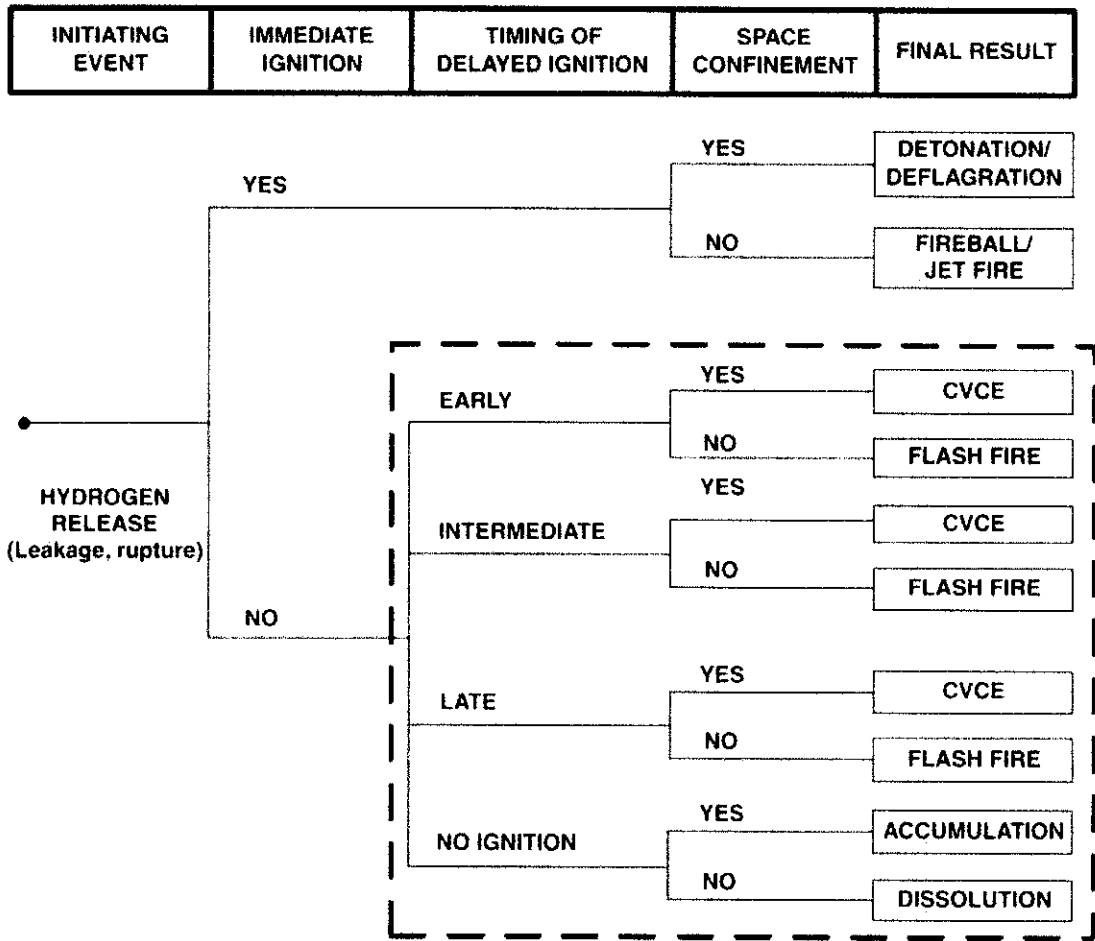 INITIATING
EVENT
IMMEDIATE
IGNITION
TIMING OF
DELAYED IGNITION
SPACE
CONFINEMENT
FINAL RESULT
YES
YES
DETONATION/
DEFLAGRATION
NO
FIREBALL/
JET FIRE
HYDROGEN
RELEASE
(Leakage, rupture)
NO
EARLY
YES
CVCE
NO
FLASH FIRE
INTERMEDIATE
YES
CVCE
NO
FLASH FIRE
LATE
YES
CVCE
NO
FLASH FIRE
NO IGNITION
YES
ACCUMULATION
NO
DISSOLUTION